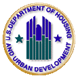 U.S. DEPARTMENT OF HOUSING
AND URBAN DEVELOPMENT